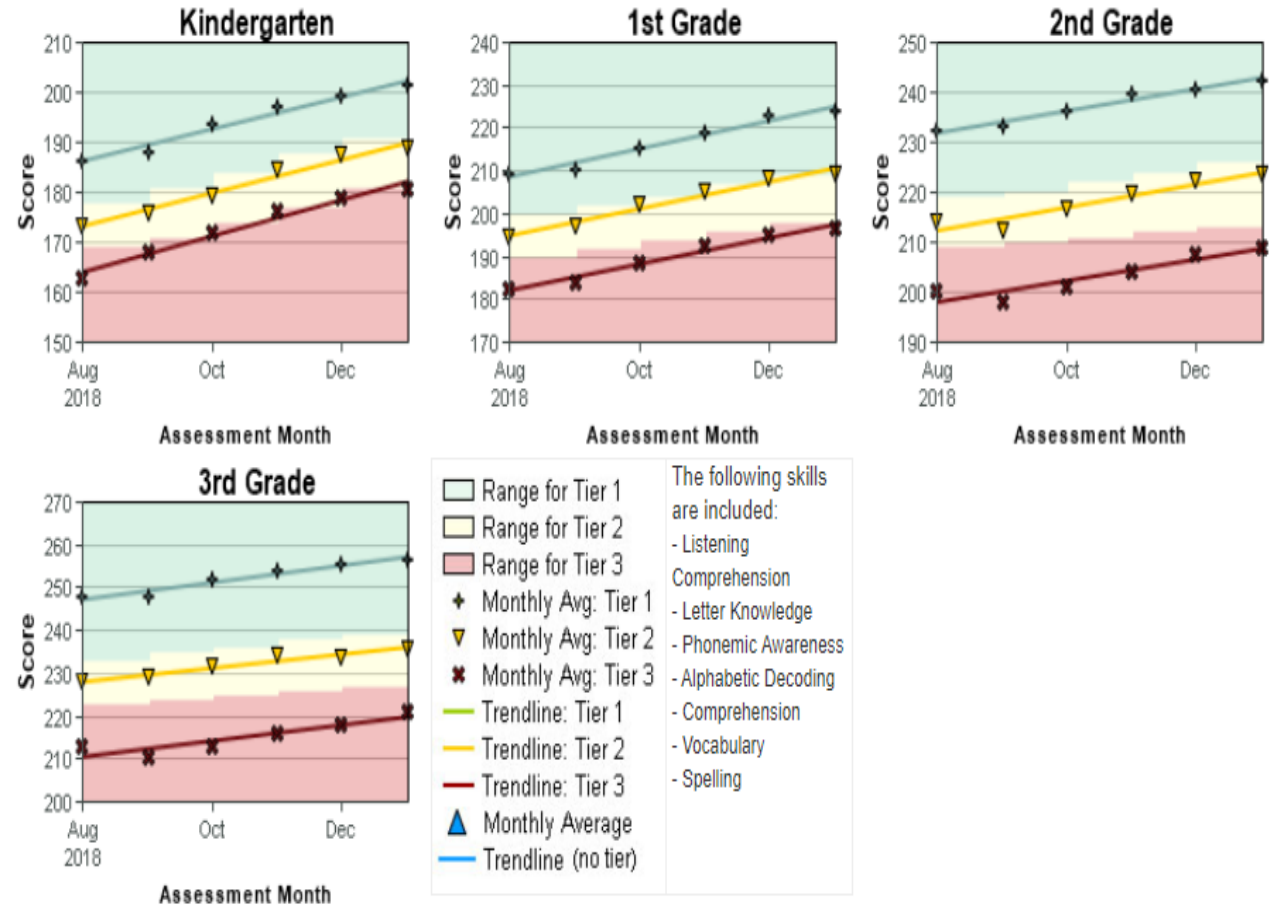 Kindergarten
210
200
190
180
170
160
150
Score
Aug
2018
Oct
Dec
Assessment Month
1st Grade
240
230
220
210
200
190
180
170
Score
Aug
2018
Oct
Dec
Assessment Month
2nd Grade
250
240
230
220
210
200
190
Score
Aug
2018
Oct
Dec
Assessment Month
3rd Grade
270
260
250
240
230
220
210
200
Score
Aug
2018
Oct
Dec
Assessment Month
Range for Tier 1
Range for Tier 2
Range for Tier 3
Monthly Avg: Tier 1
Monthly Avg: Tier 2
Monthly Avg: Tier 3
Trendline: Tier 1
Trendline: Tier 2
Trendline: Tier 3
Monthly Average
Trendline (no tier)
The following skills
are included:
- Listening
Comprehension
- Letter Knowledge
- Phonemic Awareness
- Alphabetic Decoding
- Comprehension
- Vocabulary
- Spelling